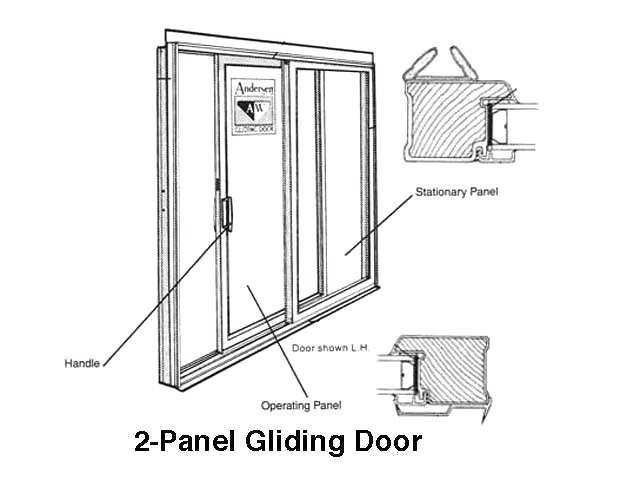 Andersen
AW
GLIDING DOOR
Stationary Panel
Door shown L.H.
Handle
Operating Panel
2-Panel Gliding Door